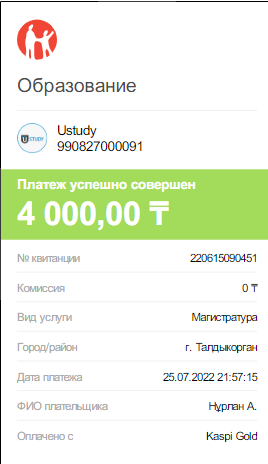 Образование
USTUDY
Ustudy
990827000091
Платеж успешно совершен
4 000,00 ₸
№ квитанции 220615090451
Комиссия 0 ₸
Вид услуги Магистратура
Город/район г. Талдыкорган
Дата платежа 25.07.2022 21:57:15
ФИО плательщика Нұрлан А.
Оплачено с Kaspi Gold